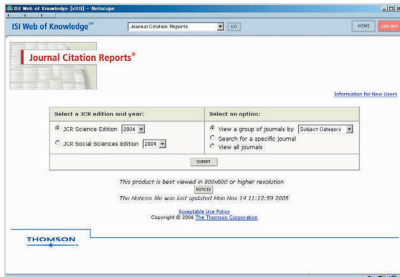 ISI Web of Knowledge [v3.0] - Netscape
ISI Web of Knowledge
Journal Citation Reports
GO
HOME
LOG OUT
Journal Citation Reports®
Information for New Users
Select a JCR edition and year:
Select an option:
JCR Science Edition 2004
View a group of journals by Subject Category
JCR Social Sciences Edition 2004
Search for a specific journal
View all journals
SUBMIT
This product is best viewed in 800x600 or higher resolution
NOTICES
The Notices file was last updated Mon Nov 14 11:12:59 2005
Acceptable Use Policy
Copyright © 2006 The Thomson Corporation
THOMSON